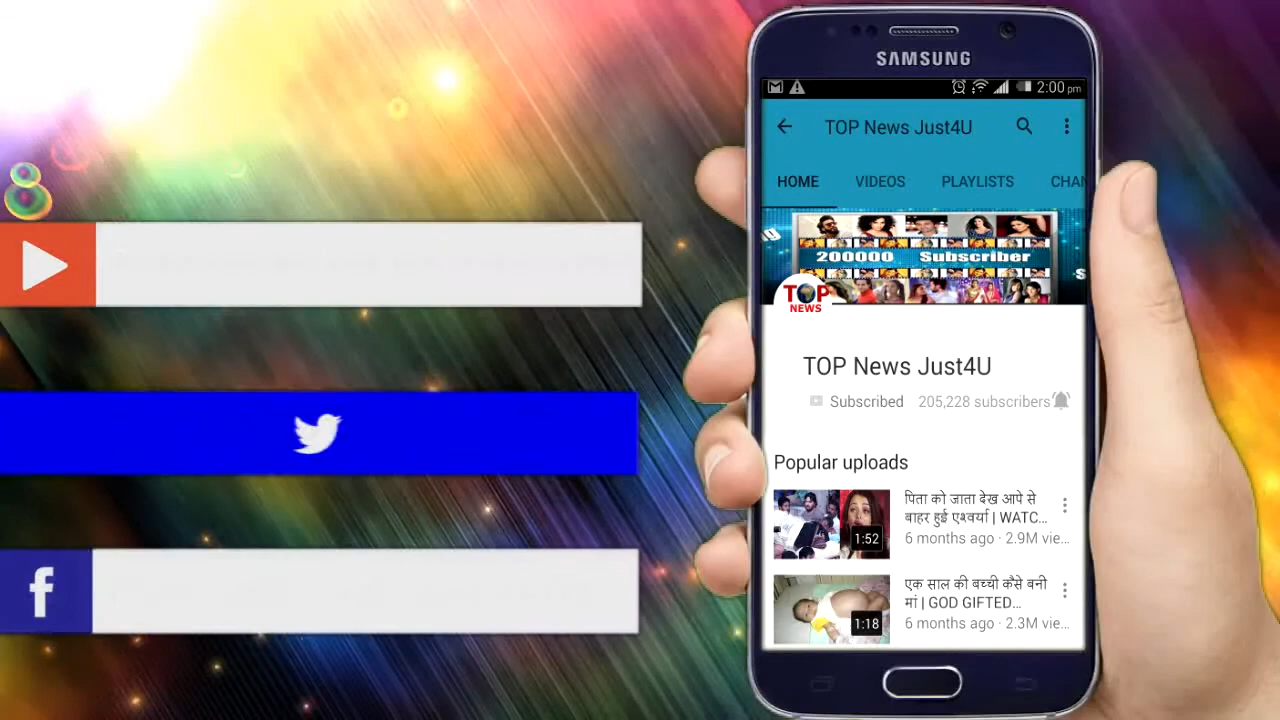 SAMSUNG
2:00 pm
TOP News Just4U
HOME VIDEOS PLAYLISTS CHAN
200000 Subscriber
TOP
NEWS
TOP News Just4U
Subscribed 205,228 subscribers
Popular uploads
पिता को जाता देख आपे से
बाहर हुई एश्वर्या | WATC...
1:52
6 months ago · 2.9M vie...
एक साल की बच्ची कैसे बनी
मां | GOD GIFTED...
1:18
6 months ago · 2.3M vie...